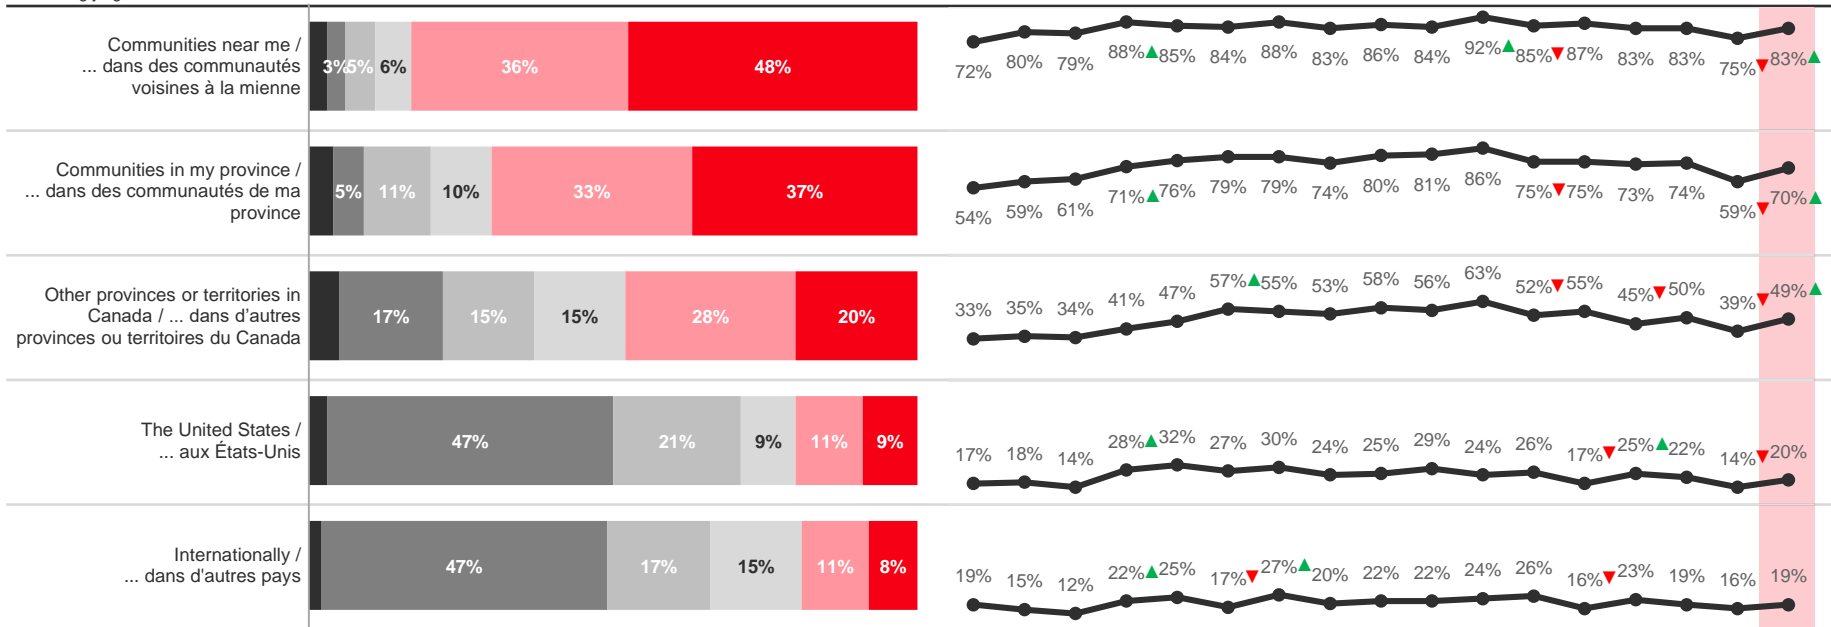 Communities near me /
... dans des communautés
voisines à la mienne
3% 5% 6% 36% 48%
72% 80% 79% 88% 85% 84% 88% 83% 86% 84% 92% 85% 87% 83% 83% 75% 83%
Communities in my province /
... dans des communautés de ma
province
5% 11% 10% 33% 37%
54% 59% 61% 71% 76% 79% 79% 74% 80% 81% 86% 75% 75% 73% 74% 59% 70%
Other provinces or territories in
Canada / ... dans d'autres
provinces ou territoires du Canada
17% 15% 15% 28% 20%
33% 35% 34% 41% 47% 57% 55% 53% 58% 56% 63% 52% 55% 45% 50% 39% 49%
The United States /
... aux États-Unis
47% 21% 9% 11% 9%
17% 18% 14% 28% 32% 27% 30% 24% 25% 29% 24% 26% 17% 25% 22% 14% 20%
Internationally /
... dans d'autres pays
47% 17% 15% 11% 8%
19% 15% 12% 22% 25% 17% 27% 20% 22% 22% 24% 26% 16% 23% 19% 16% 19%